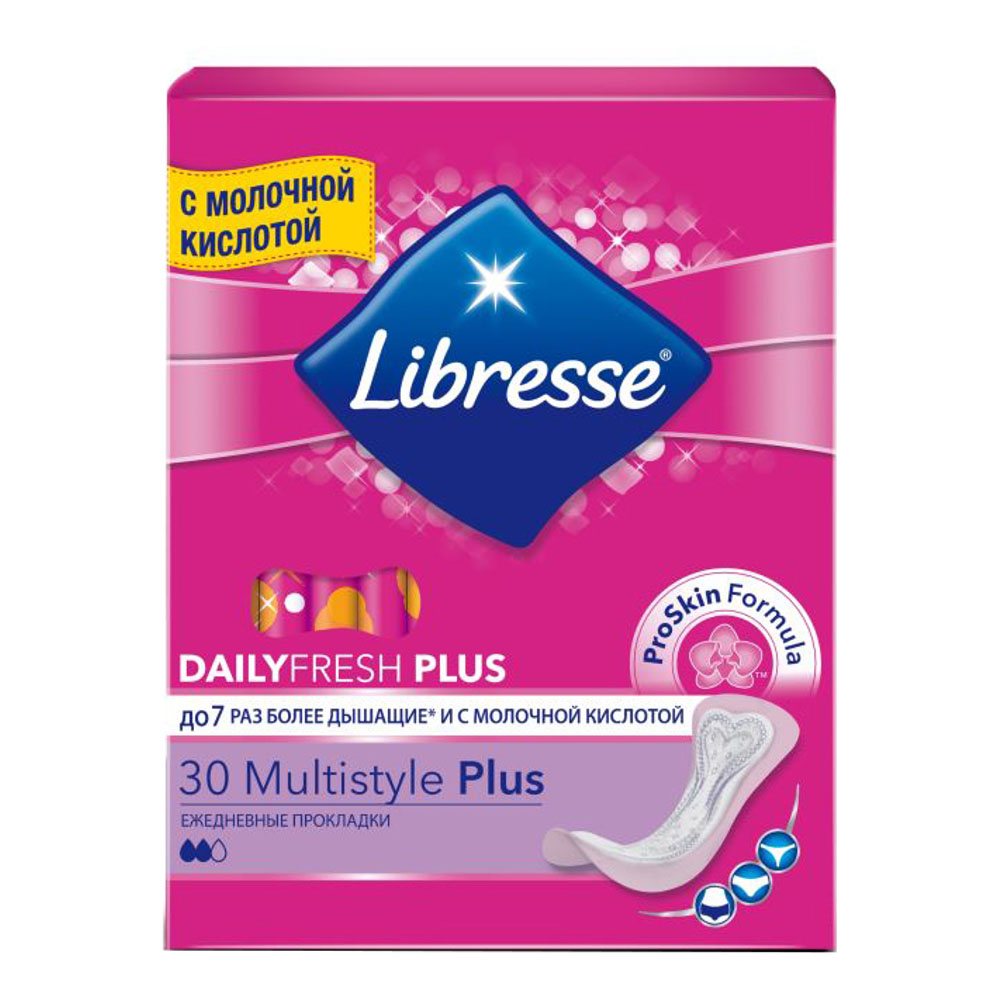 С МОЛОЧНОЙ
КИСЛОТОЙ
Libresse®
ProSkin Formula
TM
DAILYFRESH PLUS
до 7 РАЗ БОЛЕЕ ДЫШАЩИЕ* И С МОЛОЧНОЙ КИСЛОТОЙ
30 Multistyle Plus
ЕЖЕДНЕВНЫЕ ПРОКЛАДКИ